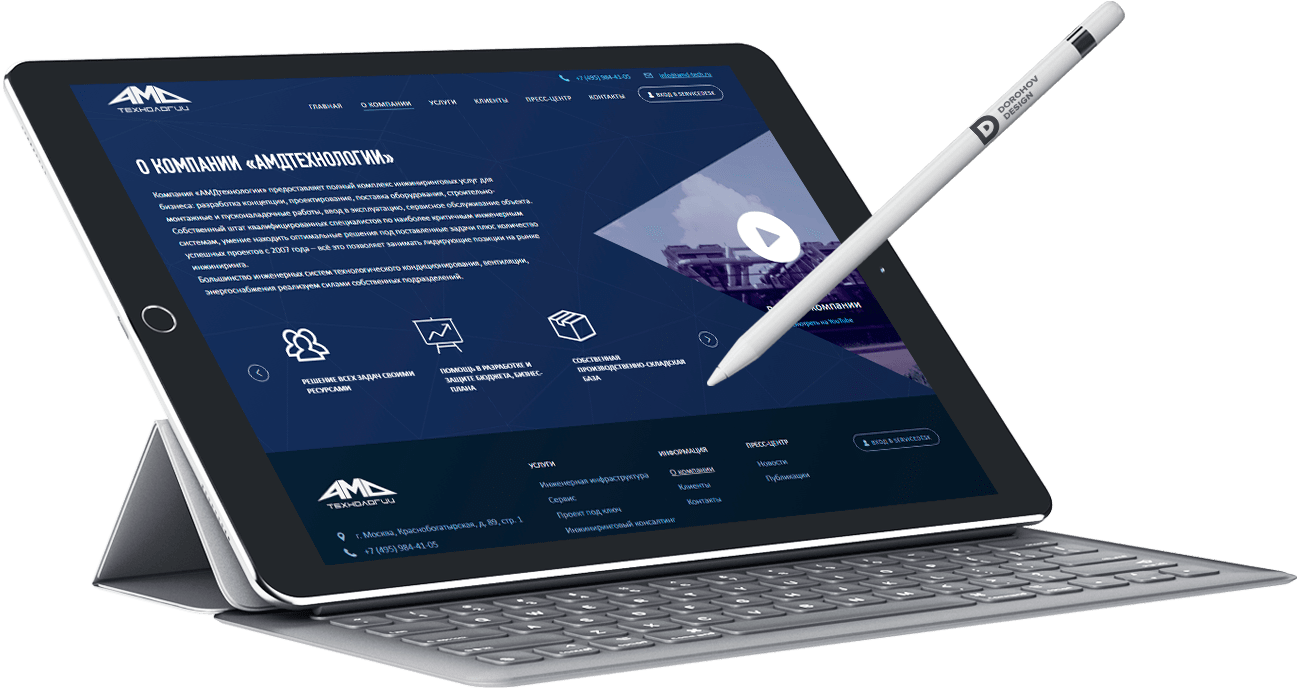 АМД
ТЕХНОЛОГИИ
+7 (495) 984-41-05
info@amd-tech.ru
ГЛАВНАЯ
О КОМПАНИИ
УСЛУГИ
КЛИЕНТЫ
ПРЕСС-ЦЕНТР
КОНТАКТЫ
ВХОД В SERVICEDESK
DOROHOV
DESIGN
О КОМПАНИИ «АМДТЕХНОЛОГИИ»
Компания «АМДтехнологии» предоставляет полный комплекс инжиниринговых услуг для
бизнеса: разработка концепции, проектирование, поставка оборудования, строительно-
монтажные и пусконаладочные работы, ввод в эксплуатацию, сервисное обслуживание объекта.
Собственный штат квалифицированных специалистов по наиболее критичным инженерным
системам, умение находить оптимальные решения под поставленные задачи плюс количество
успешных проектов с 2007 года – всё это позволяет занимать лидирующие позиции на рынке
инжиниринга.
Большинство инженерных систем технологического кондиционирования, вентиляции,
энергоснабжения реализуем силами собственных подразделений.
компании
на YouTube
РЕШЕНИЕ ВСЕХ ЗАДАЧ СВОИМИ
РЕСУРСАМИ
ПОМОЩЬ В РАЗРАБОТКЕ И
ЗАЩИТЕ БЮДЖЕТА, БИЗНЕС-
ПЛАНА
СОБСТВЕННАЯ
ПРОИЗВОДСТВЕННО-СКЛАДСКАЯ
БАЗА
АМД
ТЕХНОЛОГИИ
г. Москва, Краснобогатырская, д. 89, стр. 1
+7 (495) 984-41-05
УСЛУГИ
Инженерная инфраструктура
Сервис
Проект под ключ
Инжиниринговый консалтинг
ИНФОРМАЦИЯ
О компании
Клиенты
Контакты
ПРЕСС-ЦЕНТР
Новости
Публикации
ВХОД В SERVICEDESK